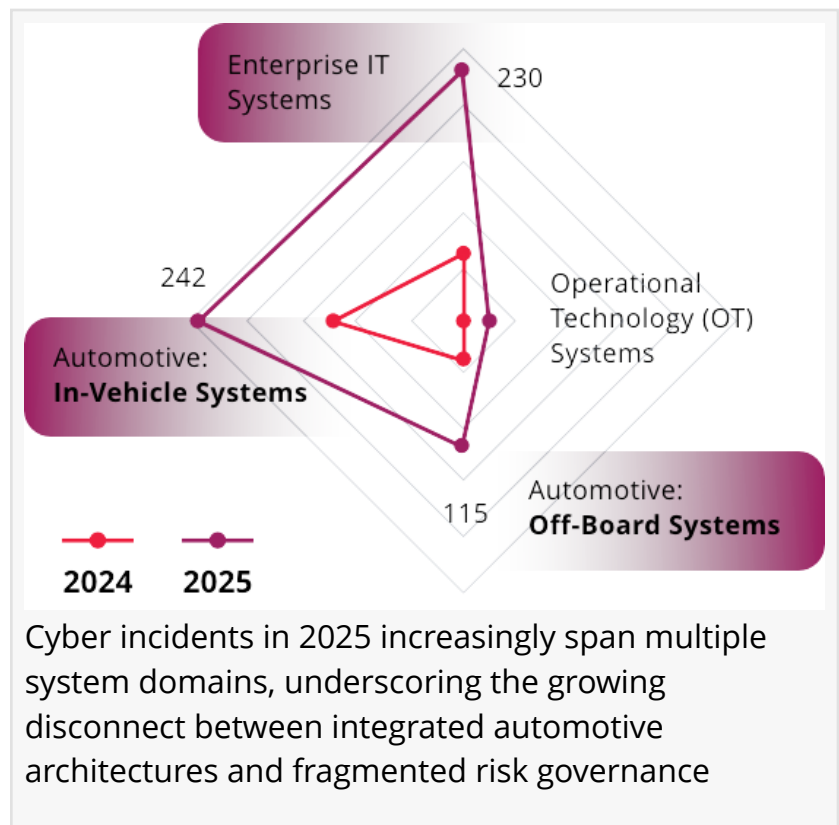 Enterprise IT
Systems
230
242
Operational
Technology (OT)
Systems
Automotive:
In-Vehicle Systems
115
Automotive:
Off-Board Systems
2024
2025
Cyber incidents in 2025 increasingly span multiple
system domains, underscoring the growing
disconnect between integrated automotive
architectures and fragmented risk governance